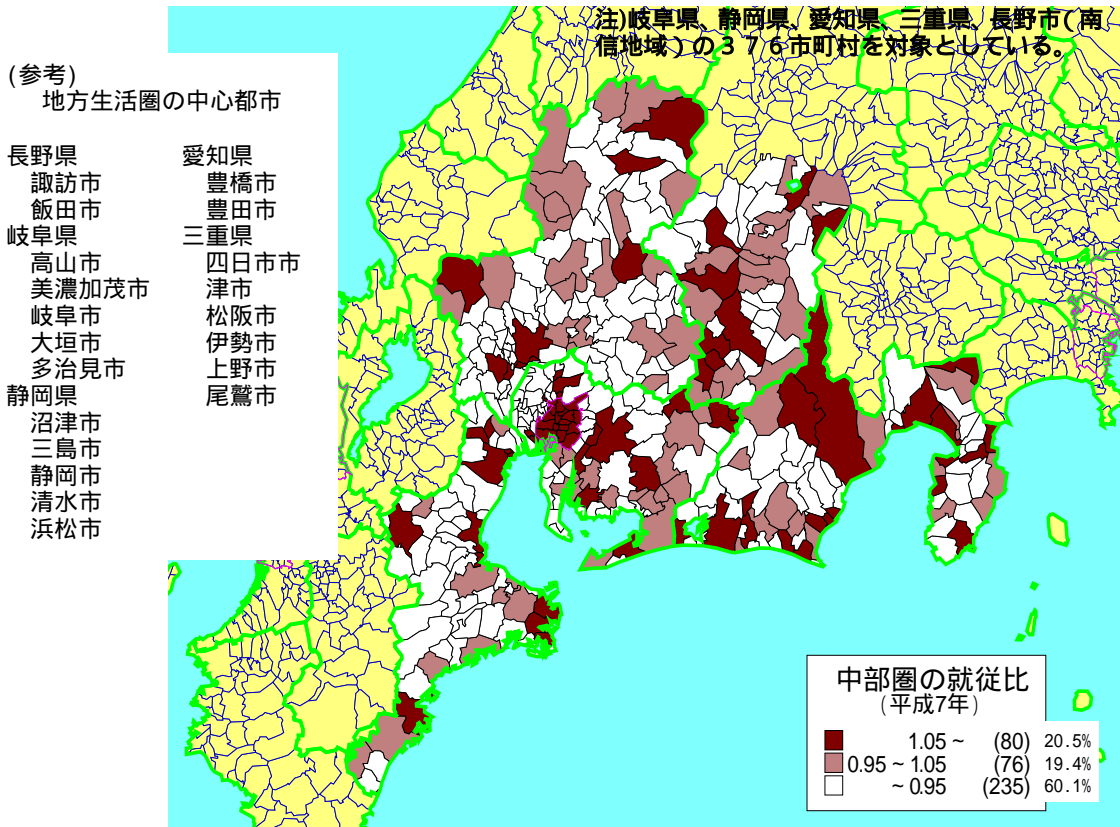 注)岐阜県、静岡県、愛知県、三重県、長野市(南
信地域)の376市町村を対象としている。
(参考)
地方生活圏の中心都市
長野県
諏訪市
飯田市
岐阜県
高山市
美濃加茂市
岐阜市
大垣市
多治見市
静岡県
沼津市
三島市
静岡市
清水市
浜松市
愛知県
豊橋市
豊田市
三重県
四日市市
津市
松阪市
伊勢市
上野市
尾鷲市
中部圏の就従比
(平成7年)
1.05~ (80) 20.5%
0.95~1.05 (76) 19.4%
~0.95 (235) 60.1%